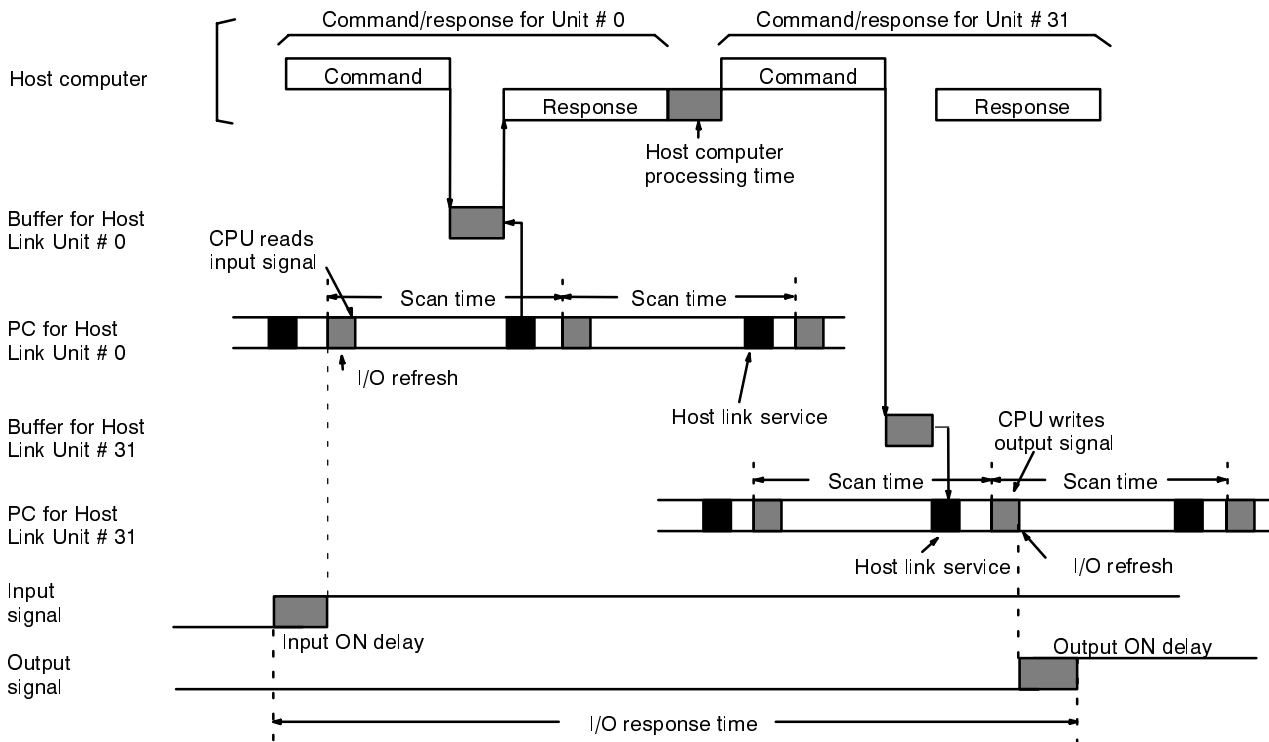 Command/response for Unit # 0
Command/response for Unit # 31
Host computer
Command
Command
Response
Response
Host computer
processing time
Buffer for Host
Link Unit # 0
CPU reads
input signal
Scan time
Scan time
PC for Host
Link Unit # 0
I/O refresh
Host link service
Buffer for Host
Link Unit # 31
CPU writes
output signal
Scan time
Scan time
PC for Host
Link Unit # 31
Host link service
I/O refresh
Input
signal
Input ON delay
Output ON delay
Output
signal
I/O response time